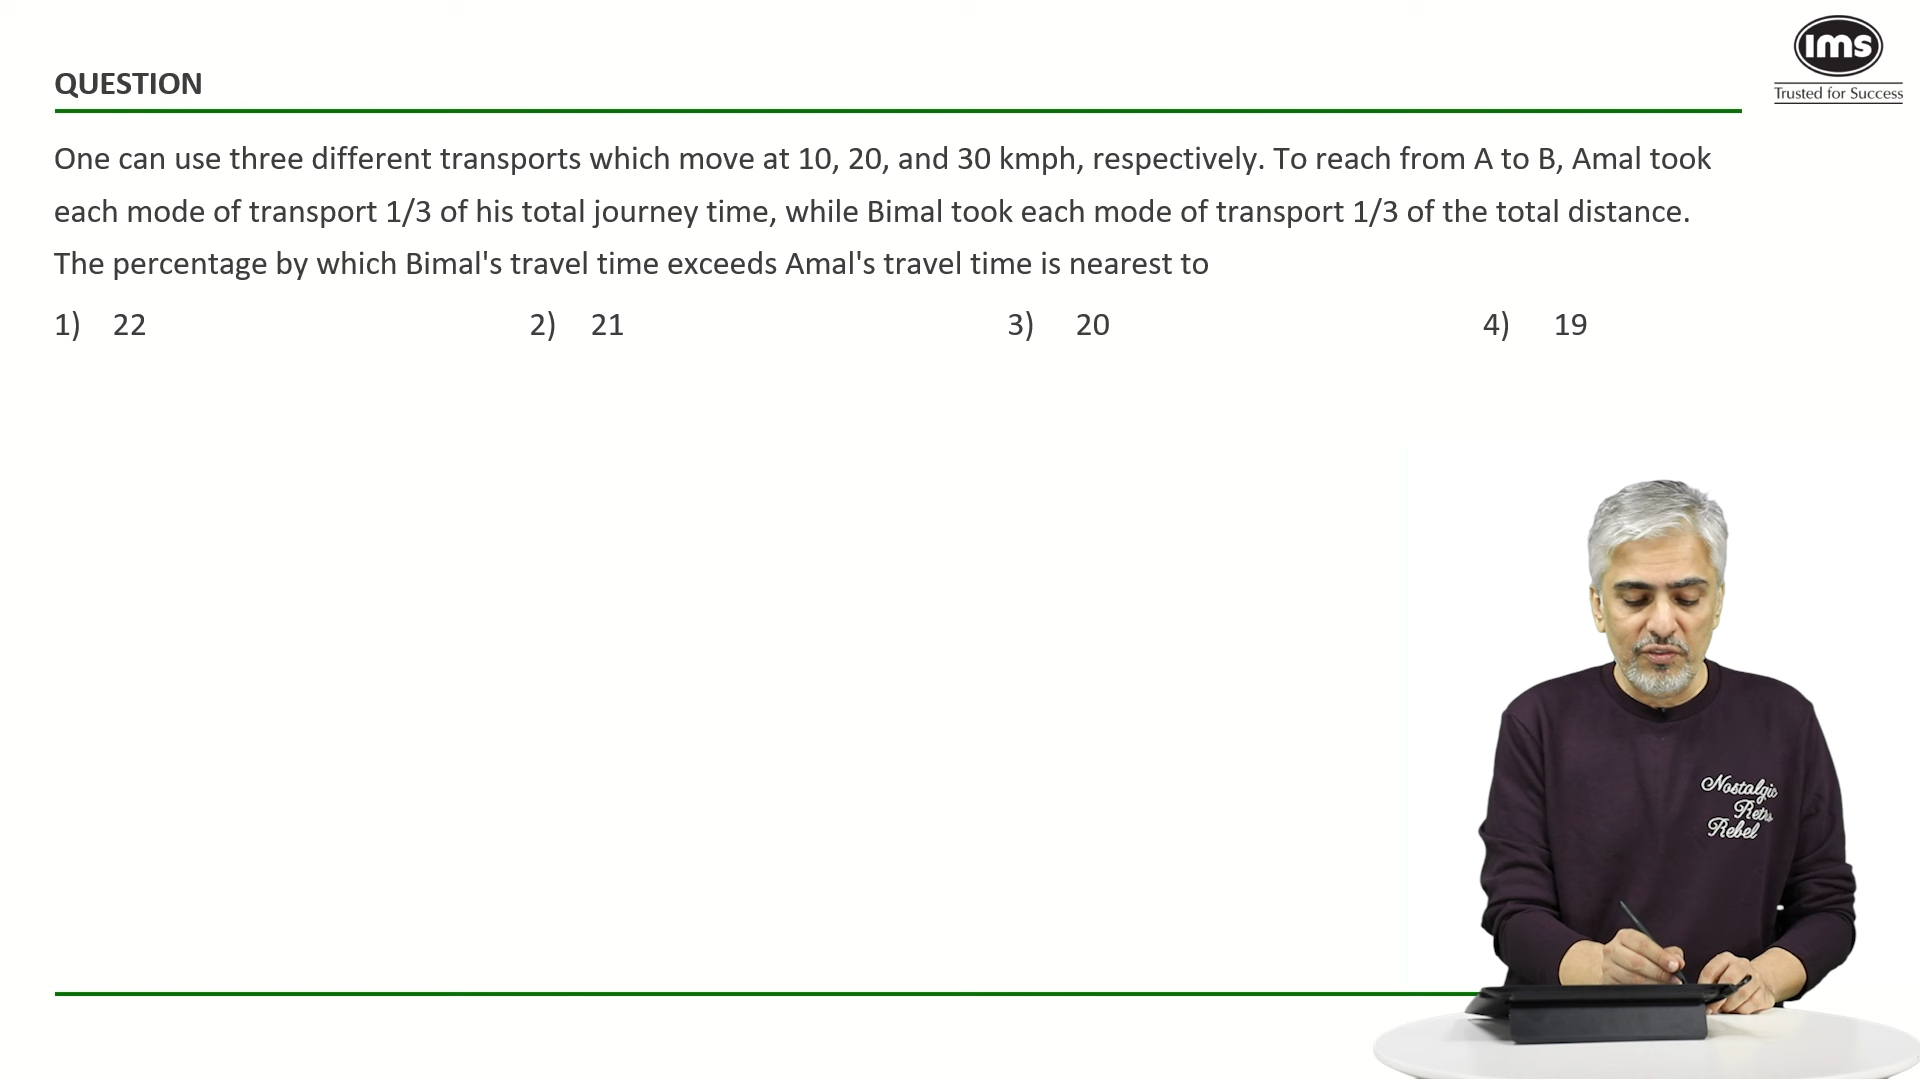 ims
Trusted for Success
QUESTION
One can use three different transports which move at 10, 20, and 30 kmph, respectively. To reach from A to B, Amal took
each mode of transport 1/3 of his total journey time, while Bimal took each mode of transport 1/3 of the total distance.
The percentage by which Bimal's travel time exceeds Amal's travel time is nearest to
1) 22 2) 21 3) 20 4) 19
Nostalgic
Retro
Rebel